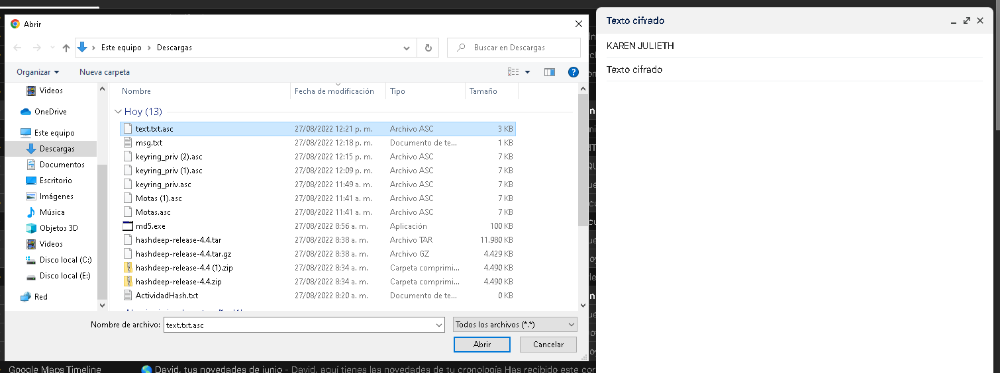 Abrir
Este equipo > Descargas
Buscar en Descargas
Organizar
Nueva carpeta
Videos
OneDrive
Este equipo
Descargas
Documentos
Escritorio
Imágenes
Música
Objetos 3D
Videos
Disco local (C:)
Disco local (E:)
Red
Nombre Fecha de modificación Tipo Tamaño
Hoy (13)
text.txt.asc 27/08/2022 12:21 p. m. Archivo ASC 3 KB
msg.txt 27/08/2022 12:18 p. m. Documento de te... 1 KB
keyring_priv (2).asc 27/08/2022 12:15 p. m. Archivo ASC 7 KB
keyring_priv (1).asc 27/08/2022 12:09 p. m. Archivo ASC 7 KB
keyring_priv.asc 27/08/2022 11:49 a. m. Archivo ASC 7 KB
Motas (1).asc 27/08/2022 11:41 a. m. Archivo ASC 7 KB
Motas.asc 27/08/2022 11:41 a. m. Archivo ASC 7 KB
md5.exe 27/08/2022 8:56 a. m. Aplicación 100 KB
hashdeep-release-4.4.tar 27/08/2022 8:38 a. m. Archivo TAR 11.980 KB
hashdeep-release-4.4.tar.gz 27/08/2022 8:38 a. m. Archivo GZ 4.429 KB
hashdeep-release-4.4 (1).zip 27/08/2022 8:34 a. m. Carpeta comprimi... 4.490 KB
hashdeep-release-4.4.zip 27/08/2022 8:34 a. m. Carpeta comprimi... 4.490 KB
ActividadHash.txt 27/08/2022 8:20 a. m. Documento de te... 0 KB
Nombre de archivo: text.txt.asc
Todos los archivos (*.*)
Abrir
Cancelar
Google Maps Timeline David, tus novedades de junio - David, aquí tienes las novedades de tu cronología Has recibido este cor
Texto cifrado
KAREN JULIETH
Texto cifrado